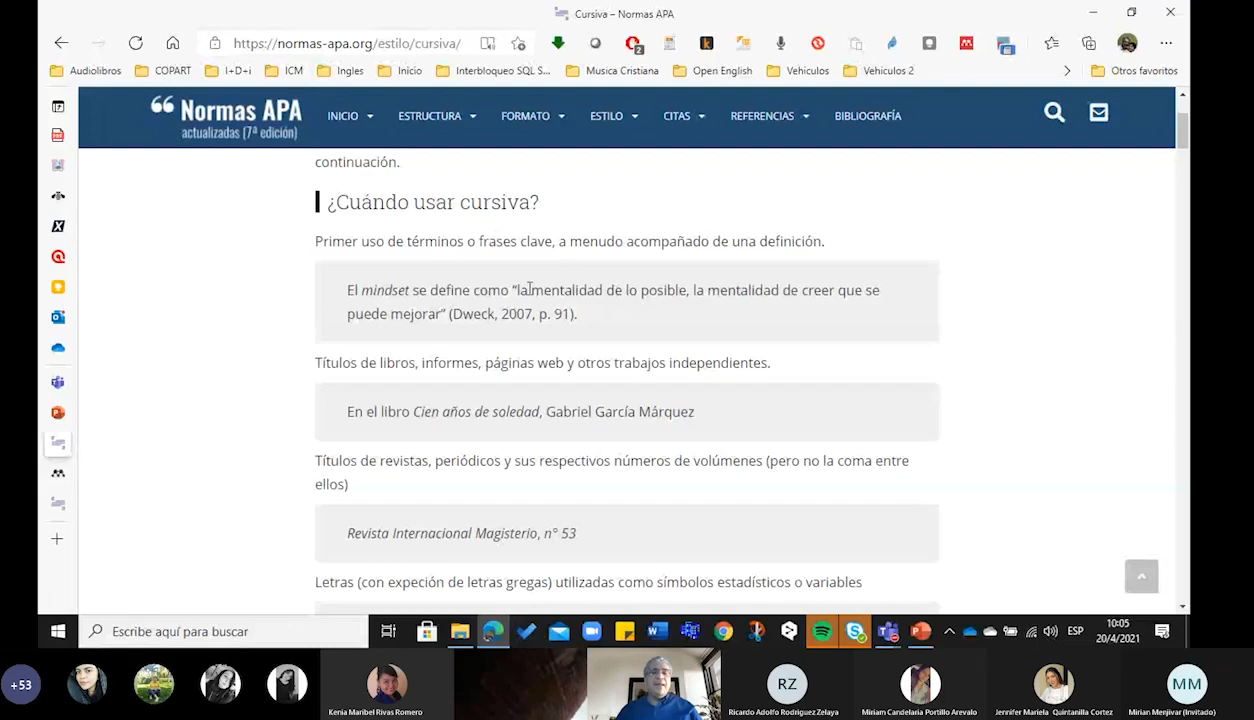 Cursiva – Normas APA
https://normas-apa.org/estilo/cursiva/
2
Audiolibros COPART I+D+i ICM Ingles Inicio Interbloqueo SQL S... Musica Cristiana Open English Vehiculos Vehiculos 2 Otros favoritos
Normas APA
actualizadas (7ª edición)
INICIO ESTRUCTURA FORMATO ESTILO CITAS REFERENCIAS BIBLIOGRAFÍA
continuación.
¿Cuándo usar cursiva?
Primer uso de términos o frases clave, a menudo acompañado de una definición.
El mindset se define como “la mentalidad de lo posible, la mentalidad de creer que se
puede mejorar” (Dweck, 2007, p. 91).
Títulos de libros, informes, páginas web y otros trabajos independientes.
En el libro Cien años de soledad, Gabriel García Márquez
Títulos de revistas, periódicos y sus respectivos números de volúmenes (pero no la coma entre
ellos)
Revista Internacional Magisterio, n° 53
Letras (con expeción de letras gregas) utilizadas como símbolos estadísticos o variables
Escribe aquí para buscar
ESP
10:05
20/4/2021
+53
RZ
MM
Kenia Maribel Rivas Romero
Ricardo Adolfo Rodriguez Zelaya
Miriam Candelaria Portillo Arevalo
Jennifer Mariela Quintanilla Cortez
Mirian Menjivar (Invitado)